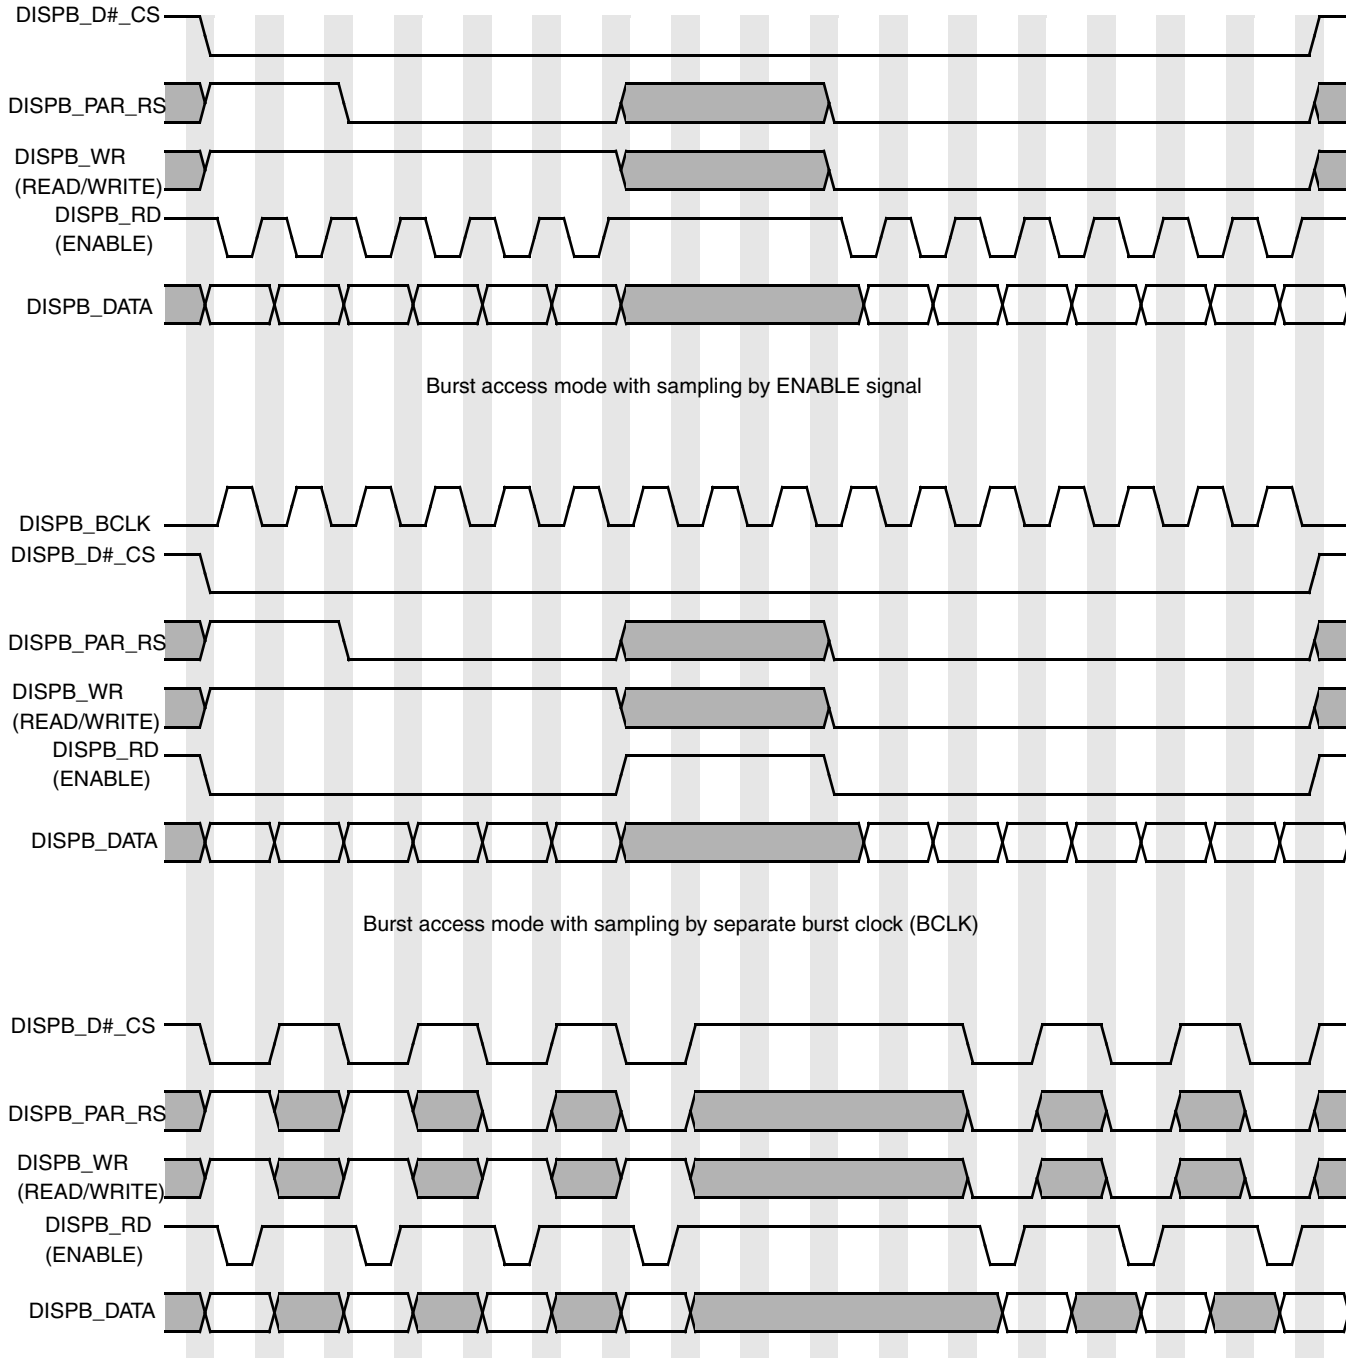 DISPB_D#_CS
DISPB_PAR_RS
DISPB_WR
(READ/WRITE)
DISPB_RD
(ENABLE)
DISPB_DATA
Burst access mode with sampling by ENABLE signal
DISPB_BCLK
DISPB_D#_CS
DISPB_PAR_RS
DISPB_WR
(READ/WRITE)
DISPB_RD
(ENABLE)
DISPB_DATA
Burst access mode with sampling by separate burst clock (BCLK)
DISPB_D#_CS
DISPB_PAR_RS
DISPB_WR
(READ/WRITE)
DISPB_RD
(ENABLE)
DISPB_DATA